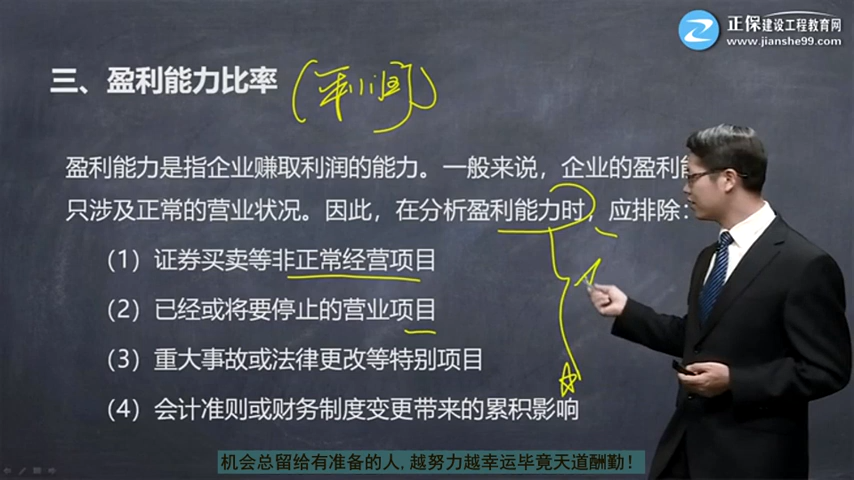 正保建设工程教育网
www.jianshe99.com
三、盈利能力比率 (利润)
盈利能力是指企业赚取利润的能力。一般来说，企业的盈利能
只涉及正常的营业状况。因此，在分析盈利能力时，应排除：
（1）证券买卖等非正常经营项目
（2）已经或将要停止的营业项目
（3）重大事故或法律更改等特别项目
（4）会计准则或财务制度变更带来的累积影响
机会总留给有准备的人,越努力越幸运毕竟天道酬勤！